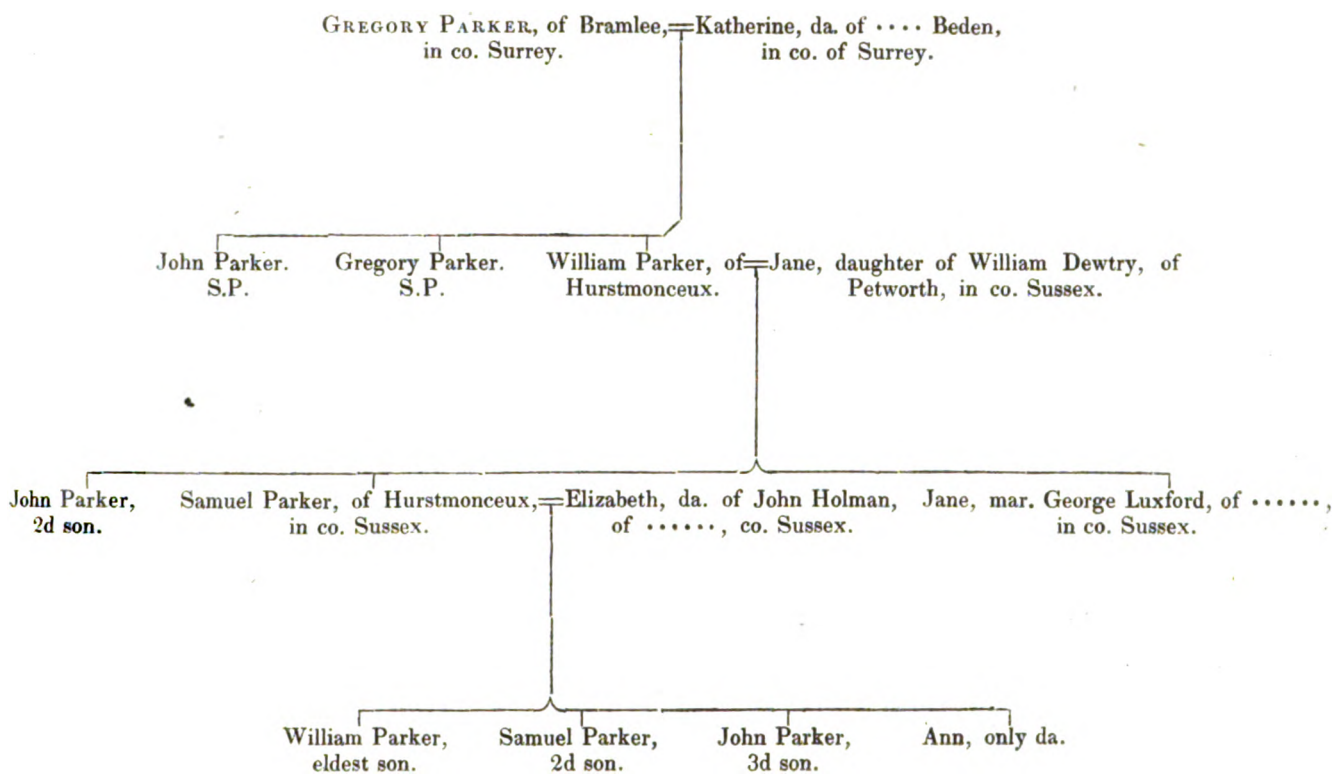 GREGORY PARKER, of Bramlee,=Katherine, da. of ···· Beden,
in co. Surrey. in co. of Surrey.
John Parker. Gregory Parker. William Parker, of=Jane, daughter of William Dewtry, of
S.P. S.P. Hurstmonceux. Petworth, in co. Sussex.
John Parker, Samuel Parker, of Hurstmonceux,=Elizabeth, da. of John Holman, Jane, mar. George Luxford, of ······,
2d son. in co. Sussex. of ······, co. Sussex. in co. Sussex.
William Parker, Samuel Parker, John Parker, Ann, only da.
eldest son. 2d son. 3d son.